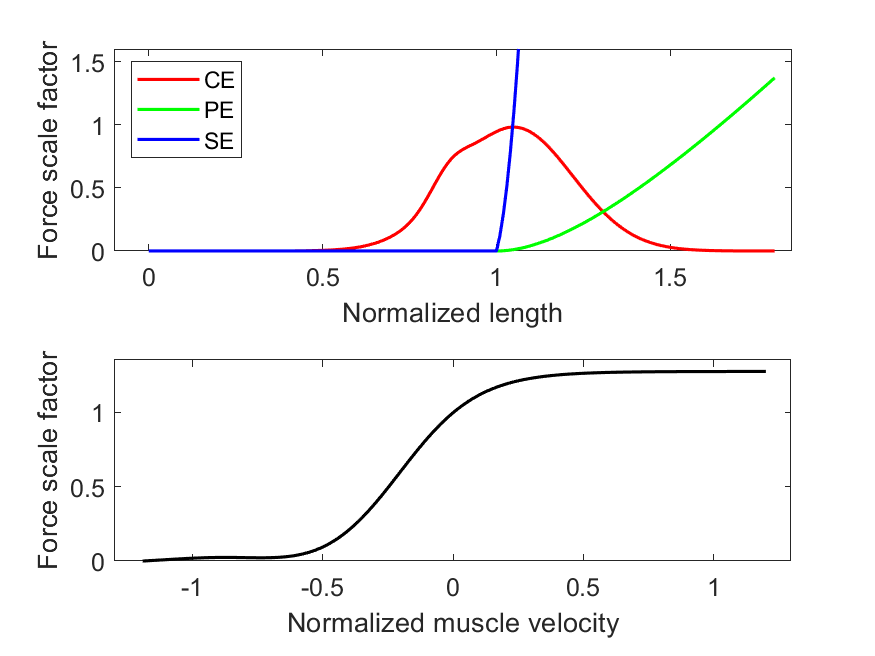 Force scale factor
1.5
1
0.5
0
CE
PE
SE
0 0.5 1 1.5
Normalized length
Force scale factor
1
0.5
0
-1 -0.5 0 0.5 1
Normalized muscle velocity